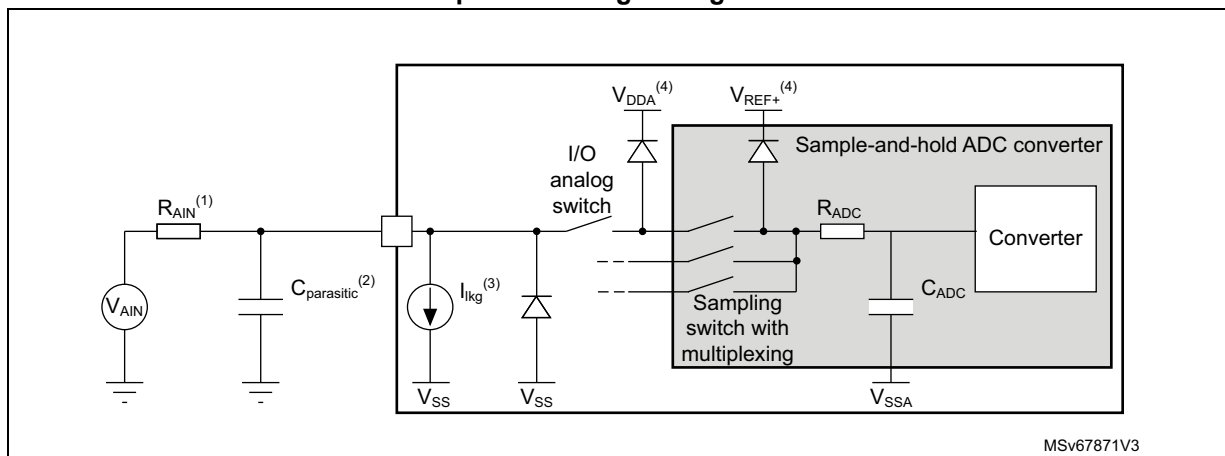 V_DDA^(4)
V_REF+^(4)
Sample-and-hold ADC converter
I/O
analog
switch
R_AIN^(1)
R_ADC
Converter
V_AIN
C_parasitic^(2)
I_lkg^(3)
C_ADC
Sampling
switch with
multiplexing
V_SS
V_SS
V_SSA
MSv67871V3